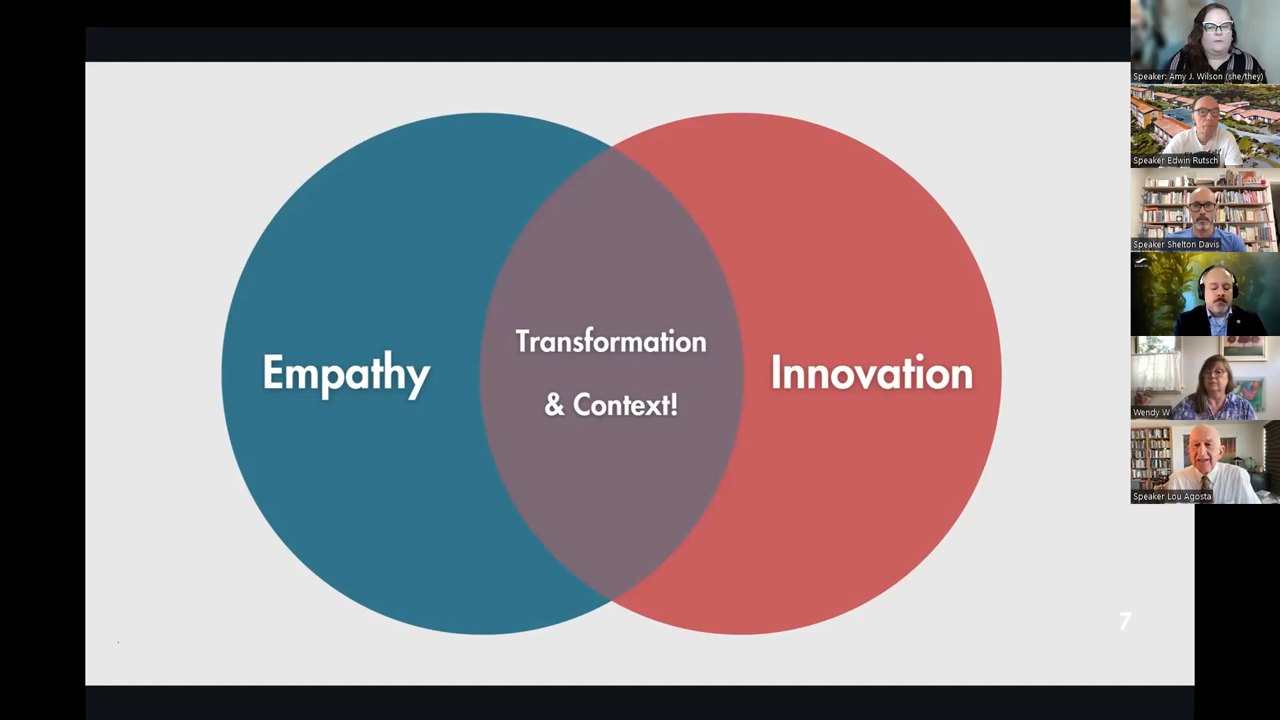 Empathy
Transformation
& Context!
Innovation
7
Speaker: Amy J. Wilson (she/they)
Speaker Edwin Rutsch
Speaker Shelton Davis
Wendy W
Speaker Lou Agosta